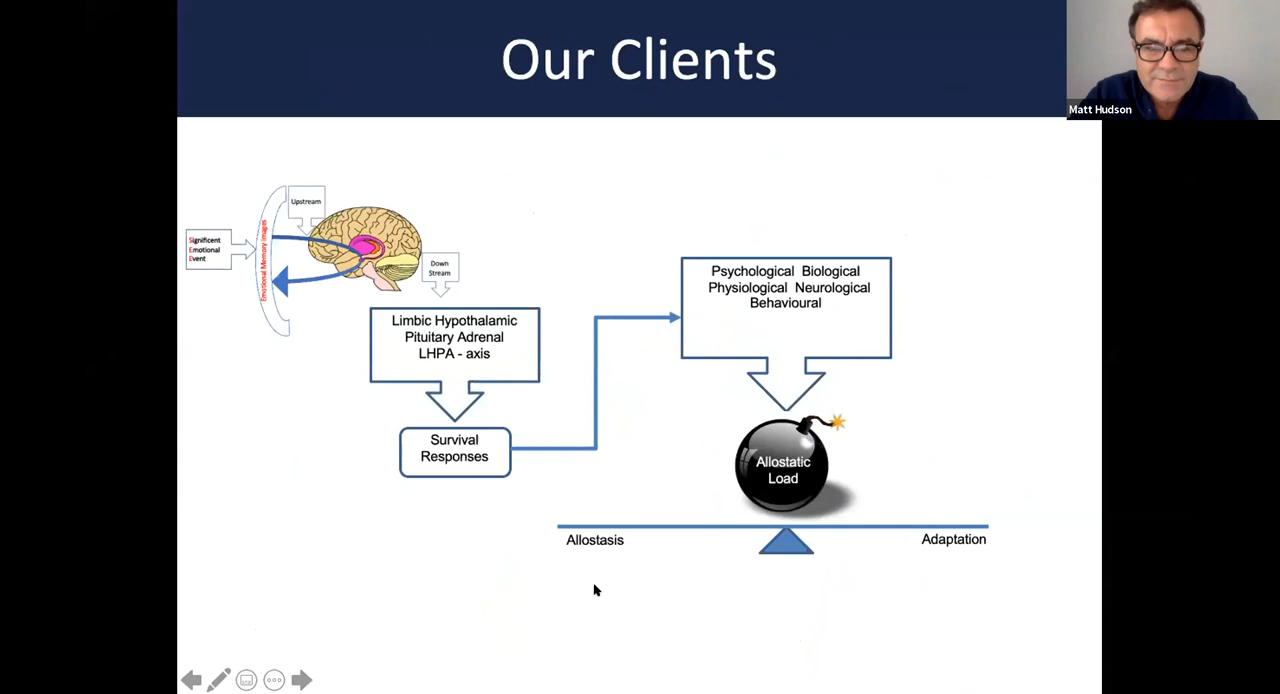 Our Clients
Matt Hudson
Upstream
Significant
Emotional
Event
Emotional Memory Images
Down
Stream
Limbic Hypothalamic
Pituitary Adrenal
LHPA - axis
Survival
Responses
Psychological Biological
Physiological Neurological
Behavioural
Allostatic
Load
Allostasis
Adaptation